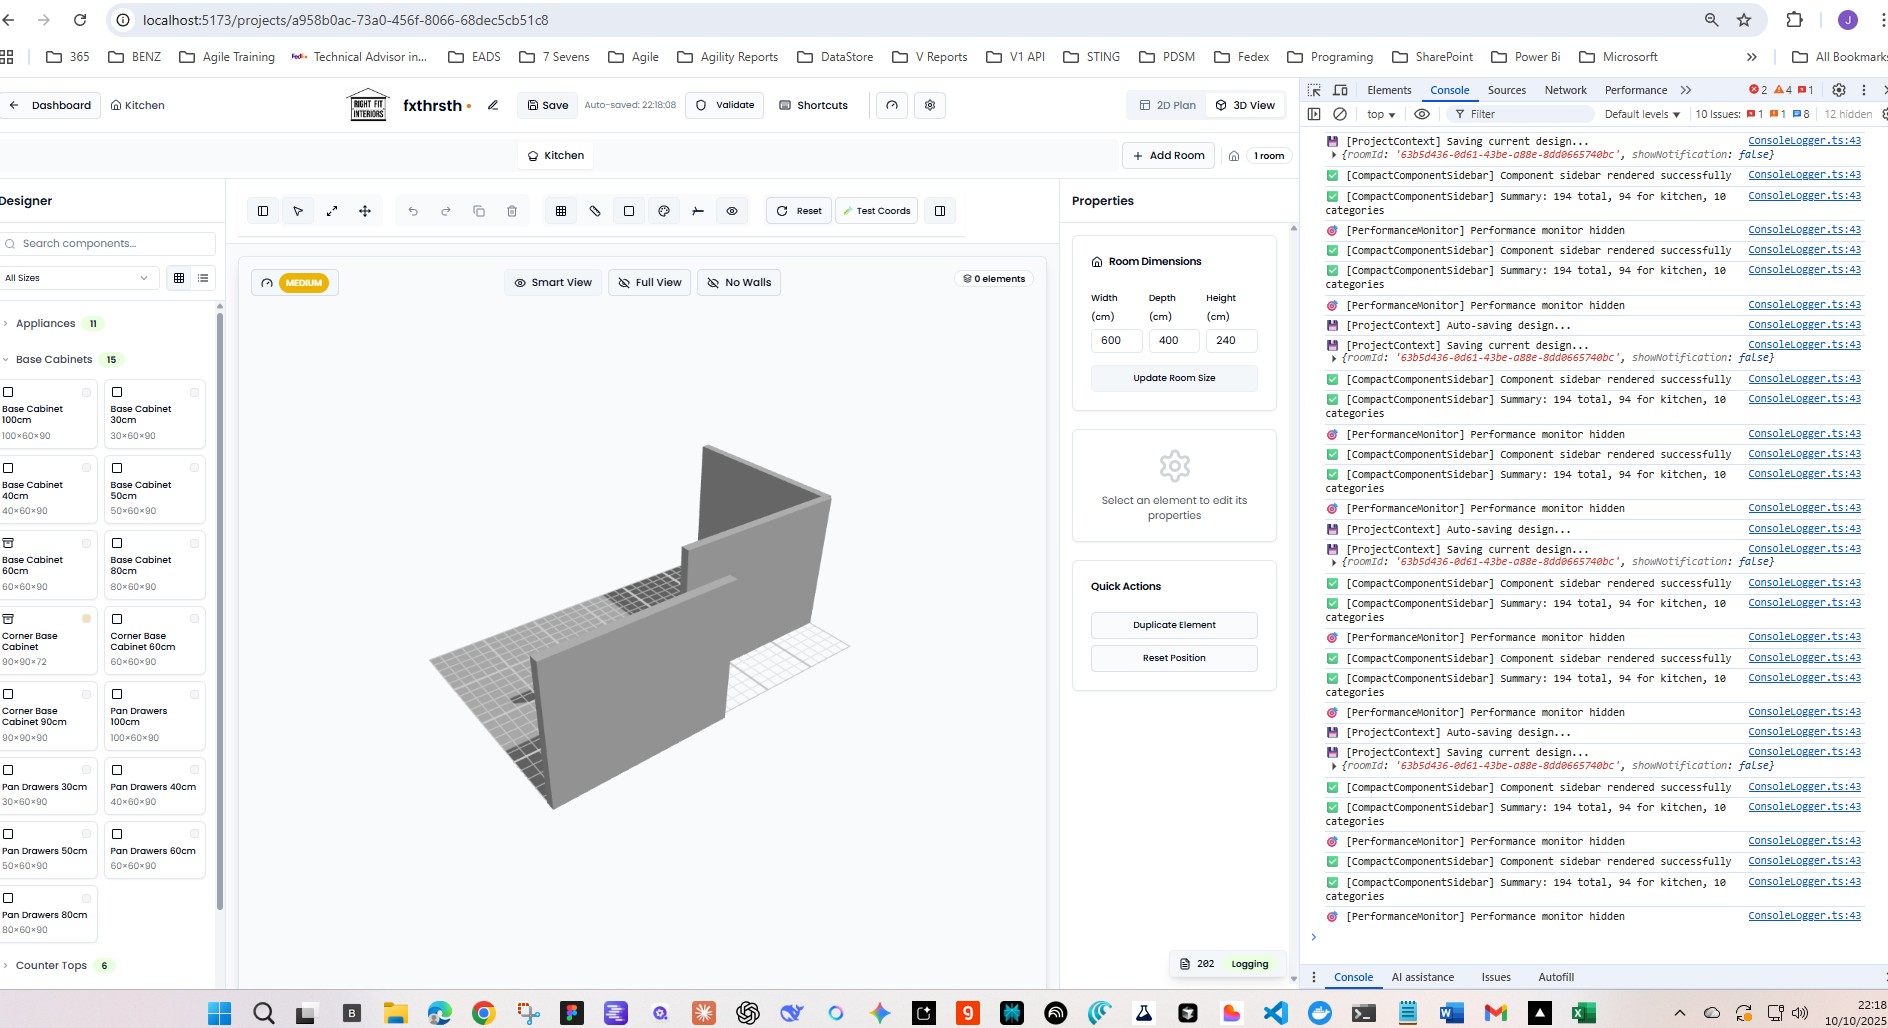 localhost:5173/projects/a958b0ac-73a0-456f-8066-68dec5cb51c8
J
365
BENZ
Agile Training
FedEx Technical Advisor in...
EADS
7 Sevens
Agile
Agility Reports
DataStore
V Reports
V1 API
STING
PDSM
Fedex
Programing
SharePoint
Power Bi
Microsorft
All Bookmarks
Dashboard
Kitchen
RIGHT FIT
INTERIORS
fxthrsth
Save
Auto-saved: 22:18:08
Validate
Shortcuts
2D Plan
3D View
Kitchen
Add Room
1 room
Designer
Search components...
All Sizes
Appliances 11
Base Cabinets 15
Base Cabinet
100cm
100×60×90
Base Cabinet
30cm
30×60×90
Base Cabinet
40cm
40×60×90
Base Cabinet
50cm
50×60×90
Base Cabinet
60cm
60×60×90
Base Cabinet
80cm
80×60×90
Corner Base
Cabinet
90×90×72
Corner Base
Cabinet 60cm
60×60×90
Corner Base
Cabinet 90cm
90×90×90
Pan Drawers
100cm
100×60×90
Pan Drawers 30cm
30×60×90
Pan Drawers 40cm
40×60×90
Pan Drawers 50cm
50×60×90
Pan Drawers 60cm
60×60×90
Pan Drawers 80cm
80×60×90
Counter Tops 6
Reset
Test Coords
MEDIUM
Smart View
Full View
No Walls
0 elements
Properties
Room Dimensions
Width
(cm)
Depth
(cm)
Height
(cm)
600
400
240
Update Room Size
Select an element to edit its
properties
Quick Actions
Duplicate Element
Reset Position
202 Logging
Elements
Console
Sources
Network
Performance
2 4 1
top
Filter
Default levels
10 Issues: 1 1 8
12 hidden
[ProjectContext] Saving current design... ConsoleLogger.ts:43
{roomId: '63b5d436-0d61-43be-a88e-8dd0665740bc', showNotification: false}
[CompactComponentSidebar] Component sidebar rendered successfully ConsoleLogger.ts:43
[CompactComponentSidebar] Summary: 194 total, 94 for kitchen, 10 ConsoleLogger.ts:43
categories
[PerformanceMonitor] Performance monitor hidden ConsoleLogger.ts:43
[CompactComponentSidebar] Component sidebar rendered successfully ConsoleLogger.ts:43
[CompactComponentSidebar] Summary: 194 total, 94 for kitchen, 10 ConsoleLogger.ts:43
categories
[PerformanceMonitor] Performance monitor hidden ConsoleLogger.ts:43
[ProjectContext] Auto-saving design... ConsoleLogger.ts:43
[ProjectContext] Saving current design... ConsoleLogger.ts:43
{roomId: '63b5d436-0d61-43be-a88e-8dd0665740bc', showNotification: false}
[CompactComponentSidebar] Component sidebar rendered successfully ConsoleLogger.ts:43
[CompactComponentSidebar] Summary: 194 total, 94 for kitchen, 10 ConsoleLogger.ts:43
categories
[PerformanceMonitor] Performance monitor hidden ConsoleLogger.ts:43
[CompactComponentSidebar] Component sidebar rendered successfully ConsoleLogger.ts:43
[CompactComponentSidebar] Summary: 194 total, 94 for kitchen, 10 ConsoleLogger.ts:43
categories
[PerformanceMonitor] Performance monitor hidden ConsoleLogger.ts:43
[ProjectContext] Auto-saving design... ConsoleLogger.ts:43
[ProjectContext] Saving current design... ConsoleLogger.ts:43
{roomId: '63b5d436-0d61-43be-a88e-8dd0665740bc', showNotification: false}
[CompactComponentSidebar] Component sidebar rendered successfully ConsoleLogger.ts:43
[CompactComponentSidebar] Summary: 194 total, 94 for kitchen, 10 ConsoleLogger.ts:43
categories
[PerformanceMonitor] Performance monitor hidden ConsoleLogger.ts:43
[CompactComponentSidebar] Component sidebar rendered successfully ConsoleLogger.ts:43
[CompactComponentSidebar] Summary: 194 total, 94 for kitchen, 10 ConsoleLogger.ts:43
categories
[PerformanceMonitor] Performance monitor hidden ConsoleLogger.ts:43
[ProjectContext] Auto-saving design... ConsoleLogger.ts:43
[ProjectContext] Saving current design... ConsoleLogger.ts:43
{roomId: '63b5d436-0d61-43be-a88e-8dd0665740bc', showNotification: false}
[CompactComponentSidebar] Component sidebar rendered successfully ConsoleLogger.ts:43
[CompactComponentSidebar] Summary: 194 total, 94 for kitchen, 10 ConsoleLogger.ts:43
categories
[PerformanceMonitor] Performance monitor hidden ConsoleLogger.ts:43
[CompactComponentSidebar] Component sidebar rendered successfully ConsoleLogger.ts:43
[CompactComponentSidebar] Summary: 194 total, 94 for kitchen, 10 ConsoleLogger.ts:43
categories
[PerformanceMonitor] Performance monitor hidden ConsoleLogger.ts:43
Console
AI assistance
Issues
Autofill
22:18
10/10/2025